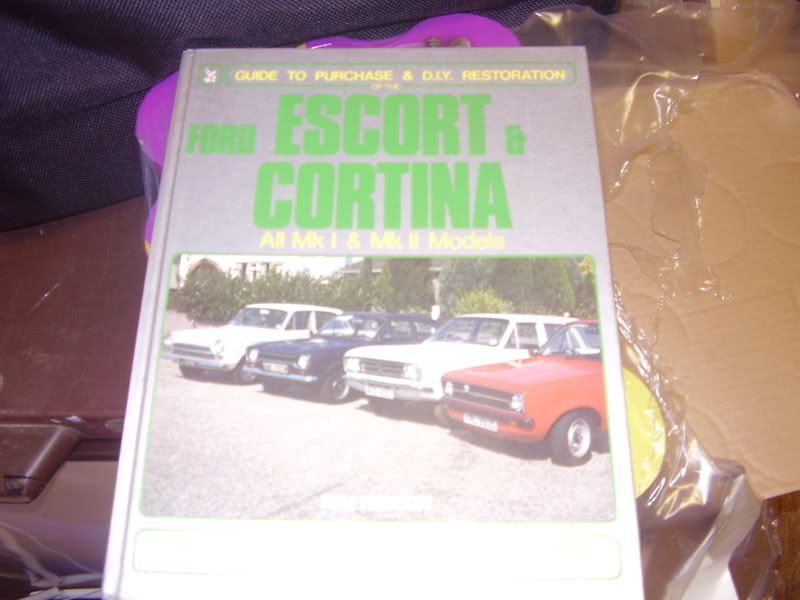 GUIDE TO PURCHASE & D.I.Y. RESTORATION
OF THE
FORD ESCORT &
CORTINA
All Mk I & Mk II Models